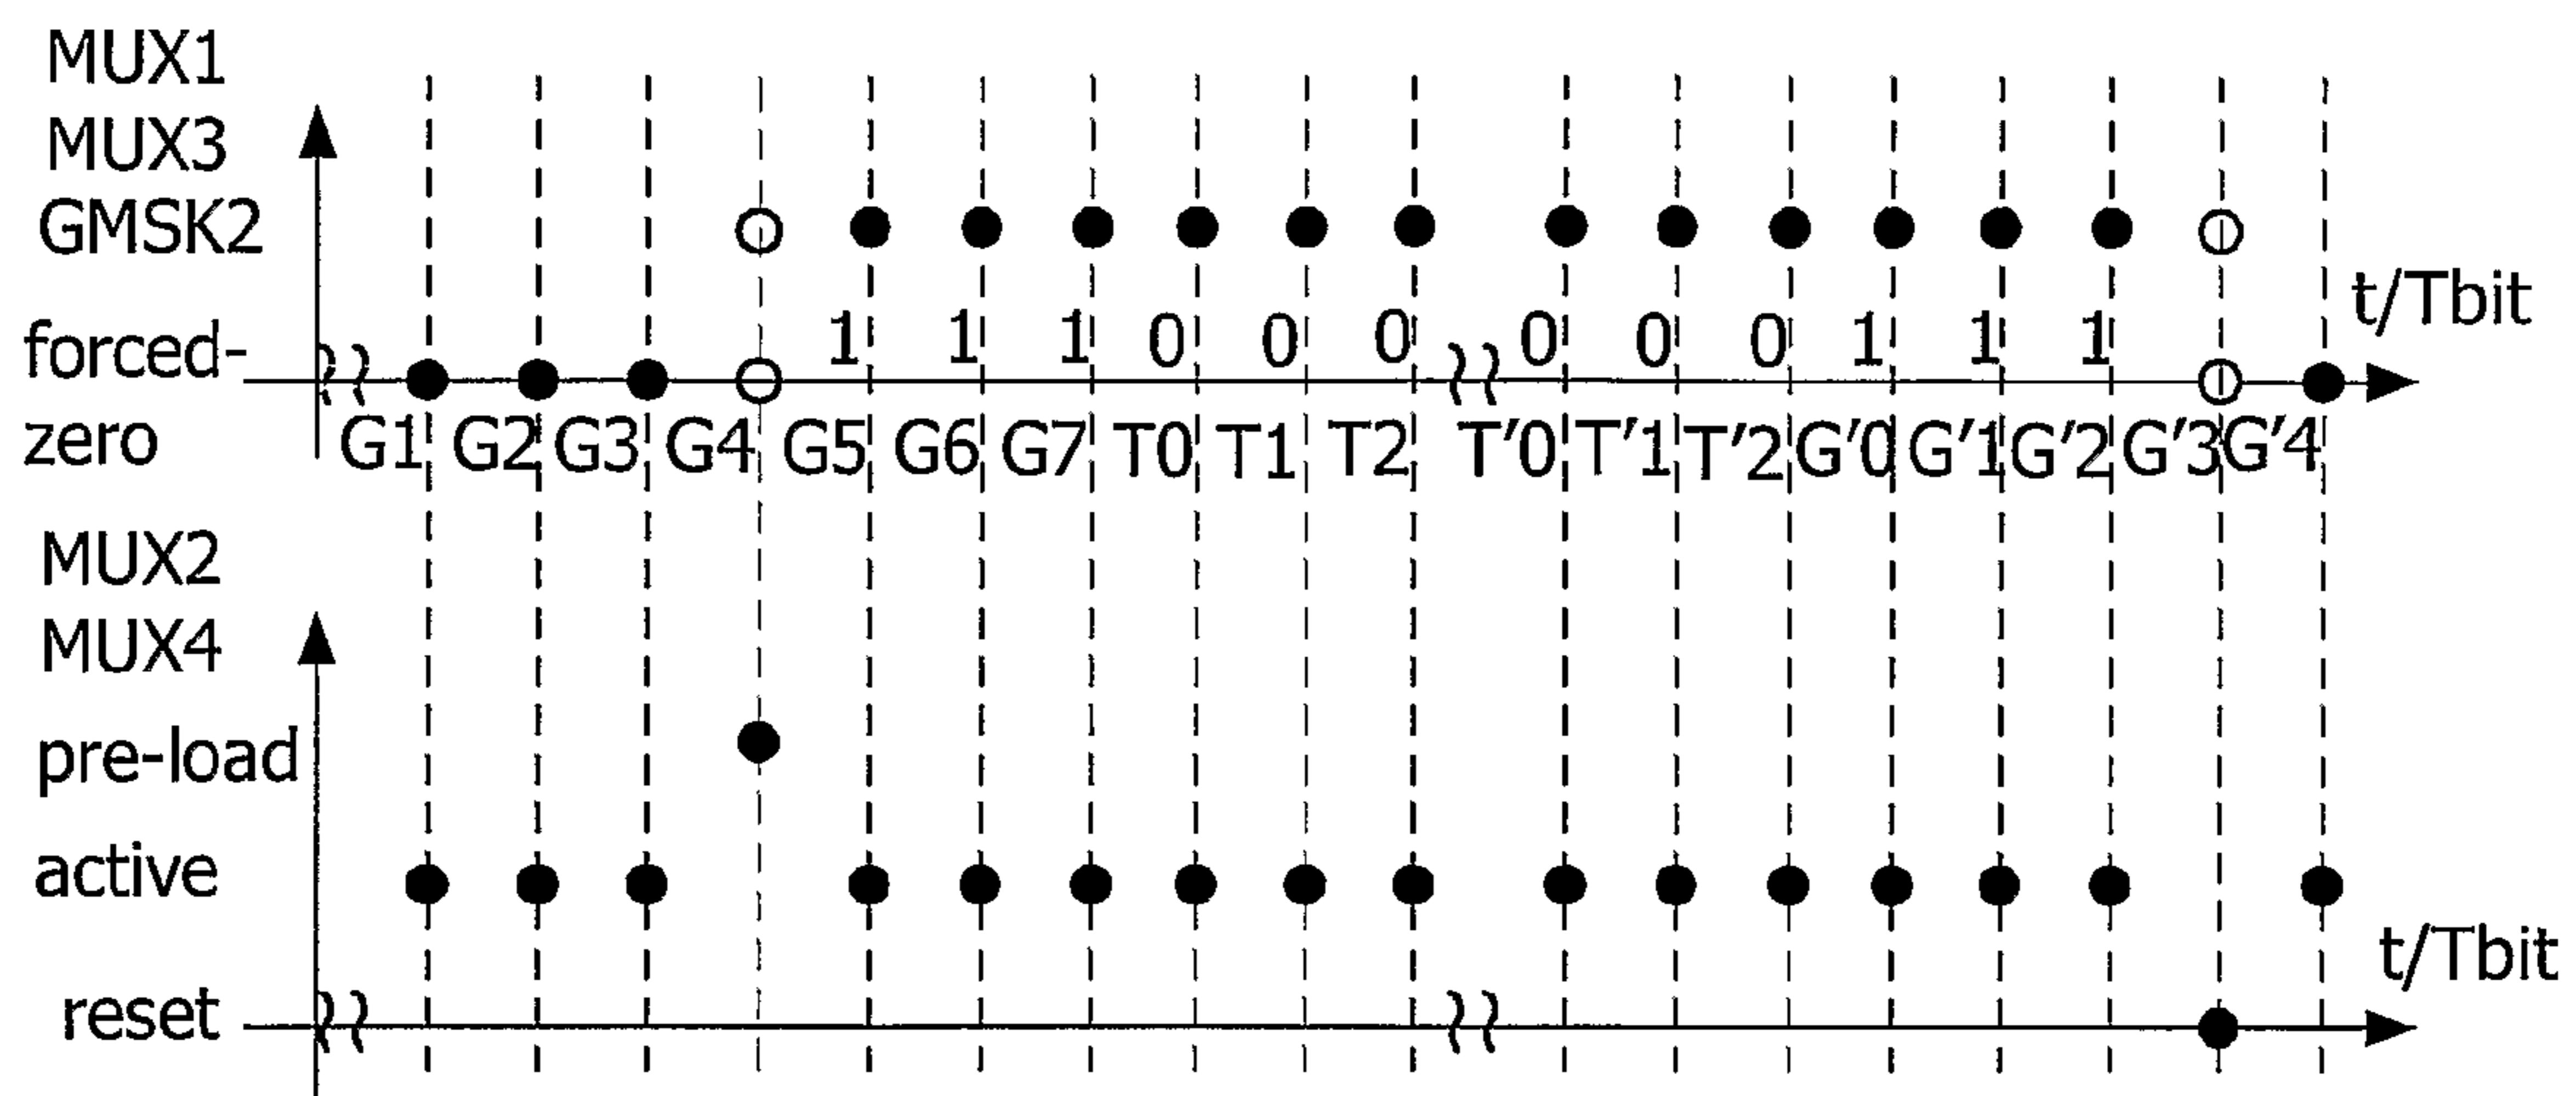 MUX1
MUX3
GMSK2
t/Tbit
forced-
zero
1 1 1 0 0 0 0 0 0 1 1 1
G1 G2 G3 G4 G5 G6 G7 T0 T1 T2 T'0 T'1 T'2 G'0 G'1 G'2 G'3 G'4
MUX2
MUX4
pre-load
active
t/Tbit
reset